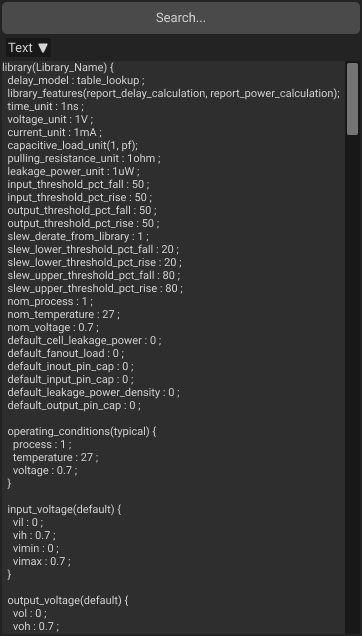 Search...
Text ▼
library(Library_Name) {
delay_model : table_lookup ;
library_features(report_delay_calculation, report_power_calculation);
time_unit : 1ns ;
voltage_unit : 1V ;
current_unit : 1mA ;
capacitive_load_unit(1, pf);
pulling_resistance_unit : 1ohm ;
leakage_power_unit : 1uW ;
input_threshold_pct_fall : 50 ;
input_threshold_pct_rise : 50 ;
output_threshold_pct_fall : 50 ;
output_threshold_pct_rise : 50 ;
slew_derate_from_library : 1 ;
slew_lower_threshold_pct_fall : 20 ;
slew_lower_threshold_pct_rise : 20 ;
slew_upper_threshold_pct_fall : 80 ;
slew_upper_threshold_pct_rise : 80 ;
nom_process : 1 ;
nom_temperature : 27 ;
nom_voltage : 0.7 ;
default_cell_leakage_power : 0 ;
default_fanout_load : 0 ;
default_inout_pin_cap : 0 ;
default_input_pin_cap : 0 ;
default_leakage_power_density : 0 ;
default_output_pin_cap : 0 ;
operating_conditions(typical) {
process : 1 ;
temperature : 27 ;
voltage : 0.7 ;
}
input_voltage(default) {
vil : 0 ;
vih : 0.7 ;
vimin : 0 ;
vimax : 0.7 ;
}
output_voltage(default) {
vol : 0 ;
voh : 0.7 ;